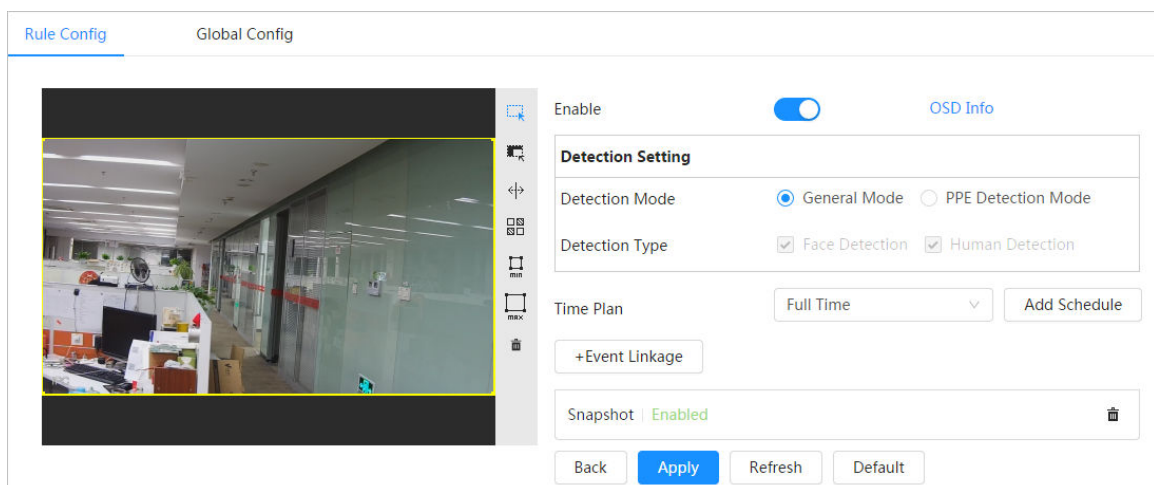 Rule Config Global Config
Enable OSD Info
Detection Setting
Detection Mode General Mode PPE Detection Mode
Detection Type Face Detection Human Detection
min
max
Time Plan Full Time Add Schedule
+Event Linkage
Snapshot Enabled
Back Apply Refresh Default